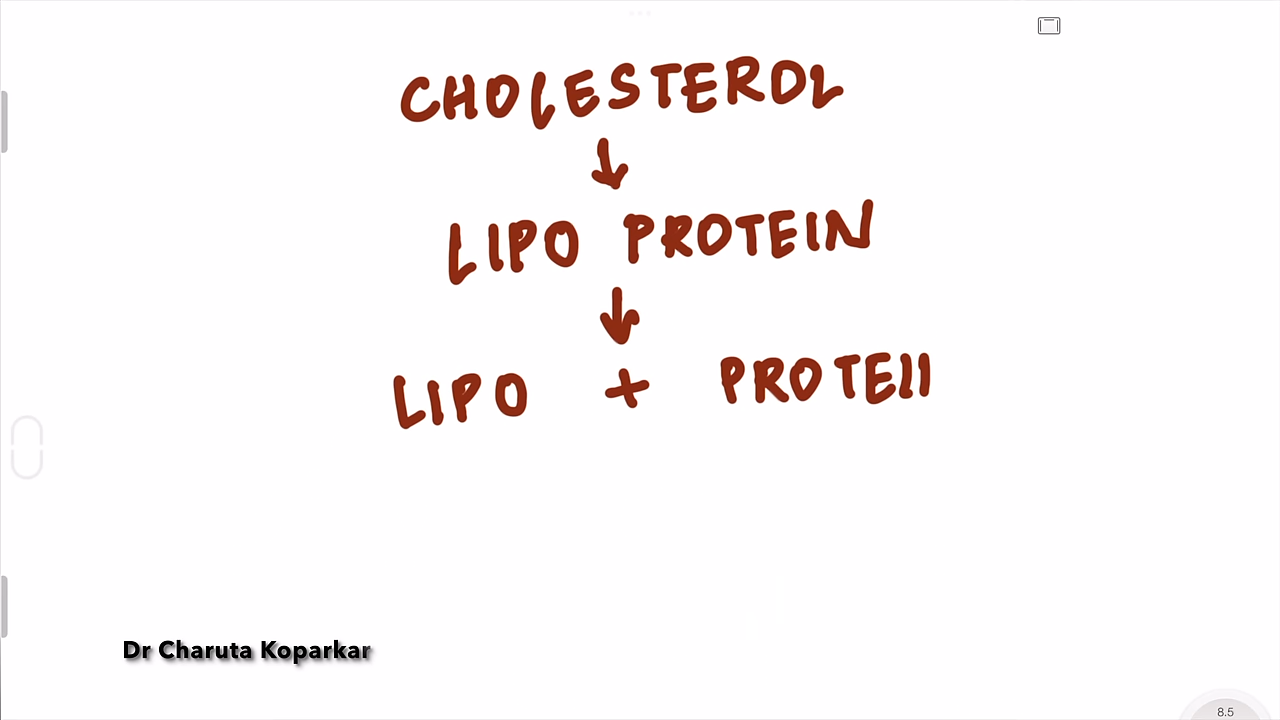 CHOLESTEROL
↓
LIPO PROTEIN
↓
LIPO + PROTEII
Dr Charuta Koparkar
8.5